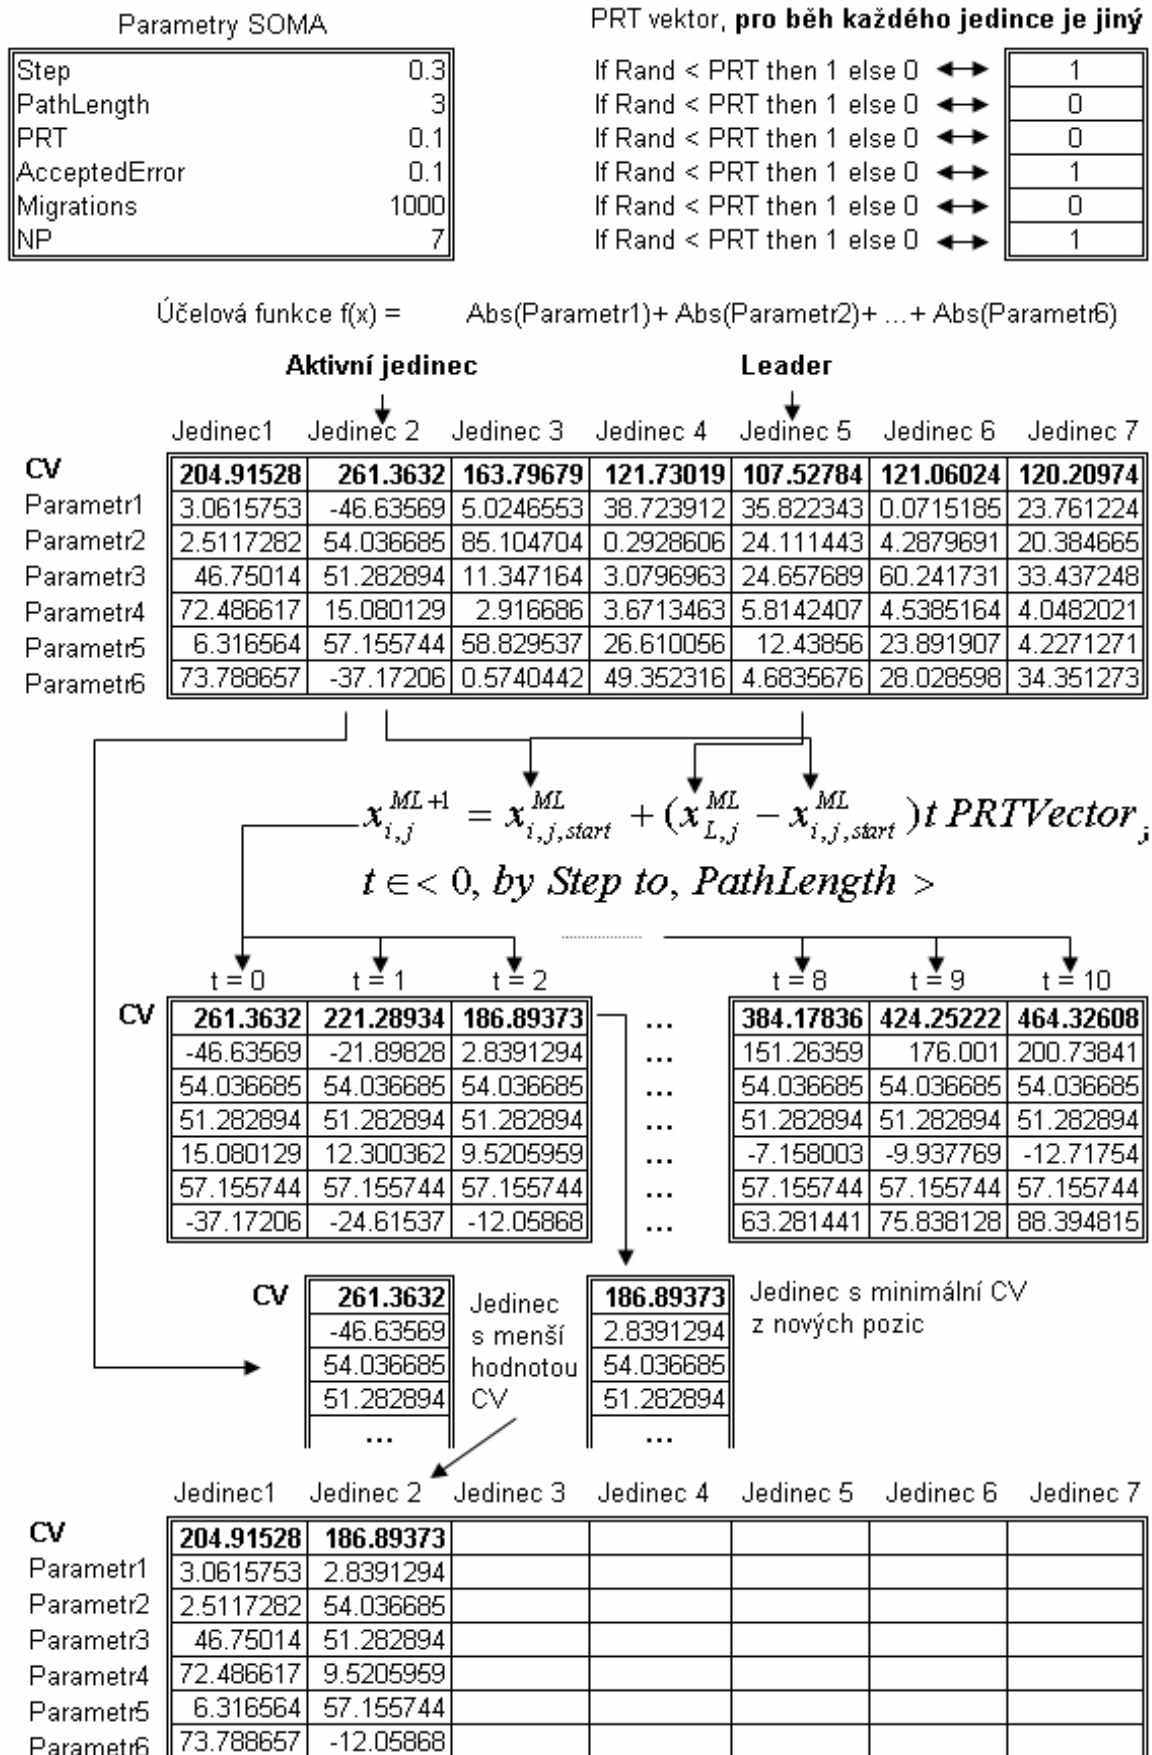 Parametry SOMA
Step 0.3
PathLength 3
PRT 0.1
AcceptedError 0.1
Migrations 1000
NP 7
PRT vektor, pro běh každého jedince je jiný
If Rand < PRT then 1 else 0 1
If Rand < PRT then 1 else 0 0
If Rand < PRT then 1 else 0 0
If Rand < PRT then 1 else 0 1
If Rand < PRT then 1 else 0 0
If Rand < PRT then 1 else 0 1
Účelová funkce f(x) = Abs(Parametr1)+ Abs(Parametr2)+ ...+ Abs(Parametr6)
Aktivní jedinec Leader
Jedinec1 Jedinec 2 Jedinec 3 Jedinec 4 Jedinec 5 Jedinec 6 Jedinec 7
CV 204.91528 261.3632 163.79679 121.73019 107.52784 121.06024 120.20974
Parametr1 3.0615753 -46.63569 5.0246553 38.723912 35.822343 0.0715185 23.761224
Parametr2 2.5117282 54.036685 85.104704 0.2928606 24.111443 4.2879691 20.384665
Parametr3 46.75014 51.282894 11.347164 3.0796963 24.657689 60.241731 33.437248
Parametr4 72.486617 15.080129 2.916686 3.6713463 5.8142407 4.5385164 4.0482021
Parametr5 6.316564 57.155744 58.829537 26.610056 12.43856 23.891907 4.2271271
Parametr6 73.788657 -37.17206 0.5740442 49.352316 4.6835676 28.028598 34.351273
x_{i,j}^{ML+1} = x_{i,j,start}^{ML} + (x_{L,j}^{ML} − x_{i,j,start}^{ML})t PRTVector_j
t ∈< 0, by Step to, PathLength >
t = 0 t = 1 t = 2 t = 8 t = 9 t = 10
CV 261.3632 221.28934 186.89373 ... 384.17836 424.25222 464.32608
-46.63569 -21.89828 2.8391294 ... 151.26359 176.001 200.73841
54.036685 54.036685 54.036685 ... 54.036685 54.036685 54.036685
51.282894 51.282894 51.282894 ... 51.282894 51.282894 51.282894
15.080129 12.300362 9.5205959 ... -7.158003 -9.937769 -12.71754
57.155744 57.155744 57.155744 ... 57.155744 57.155744 57.155744
-37.17206 -24.61537 -12.05868 ... 63.281441 75.838128 88.394815
CV 261.3632
-46.63569
54.036685
51.282894
...
Jedinec
s menší
hodnotou
CV
186.89373
2.8391294
54.036685
51.282894
...
Jedinec s minimální CV
z nových pozic
Jedinec1 Jedinec 2 Jedinec 3 Jedinec 4 Jedinec 5 Jedinec 6 Jedinec 7
CV 204.91528 186.89373
Parametr1 3.0615753 2.8391294
Parametr2 2.5117282 54.036685
Parametr3 46.75014 51.282894
Parametr4 72.486617 9.5205959
Parametr5 6.316564 57.155744
Parametr6 73.788657 -12.05868